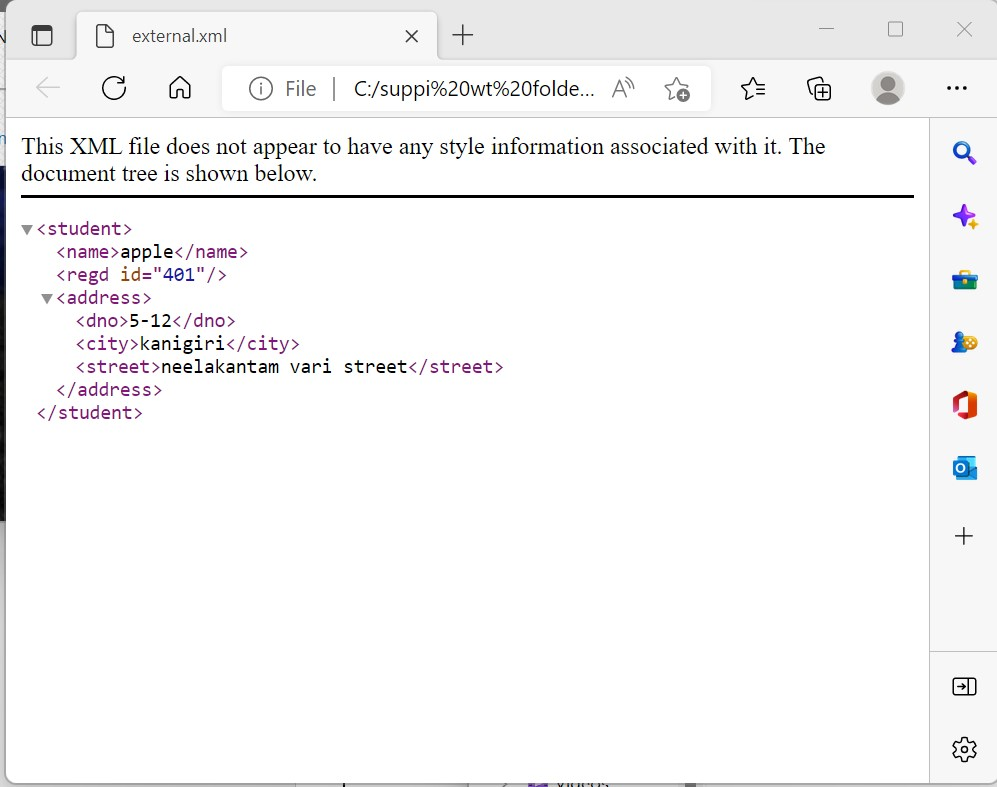 external.xml
File
C:/suppi%20wt%20folde...
This XML file does not appear to have any style information associated with it. The
document tree is shown below.
▼<student>
<name>apple</name>
<regd id="401"/>
▼<address>
<dno>5-12</dno>
<city>kanigiri</city>
<street>neelakantam vari street</street>
</address>
</student>